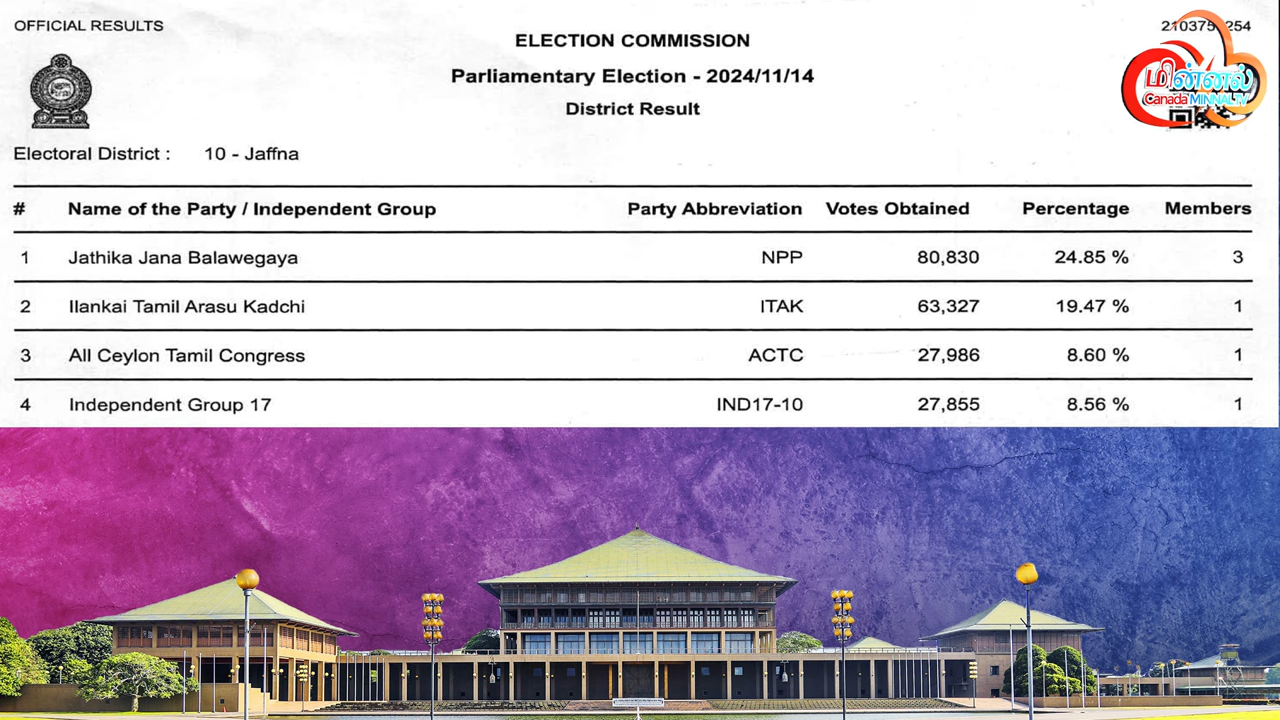 OFFICIAL RESULTS
ELECTION COMMISSION
Parliamentary Election - 2024/11/14
District Result
மின்னல்
Canada MINNAL TV
Electoral District : 10 - Jaffna
# Name of the Party / Independent Group Party Abbreviation Votes Obtained Percentage Members
1 Jathika Jana Balawegaya NPP 80,830 24.85 % 3
2 Ilankai Tamil Arasu Kadchi ITAK 63,327 19.47 % 1
3 All Ceylon Tamil Congress ACTC 27,986 8.60 % 1
4 Independent Group 17 IND17-10 27,855 8.56 % 1